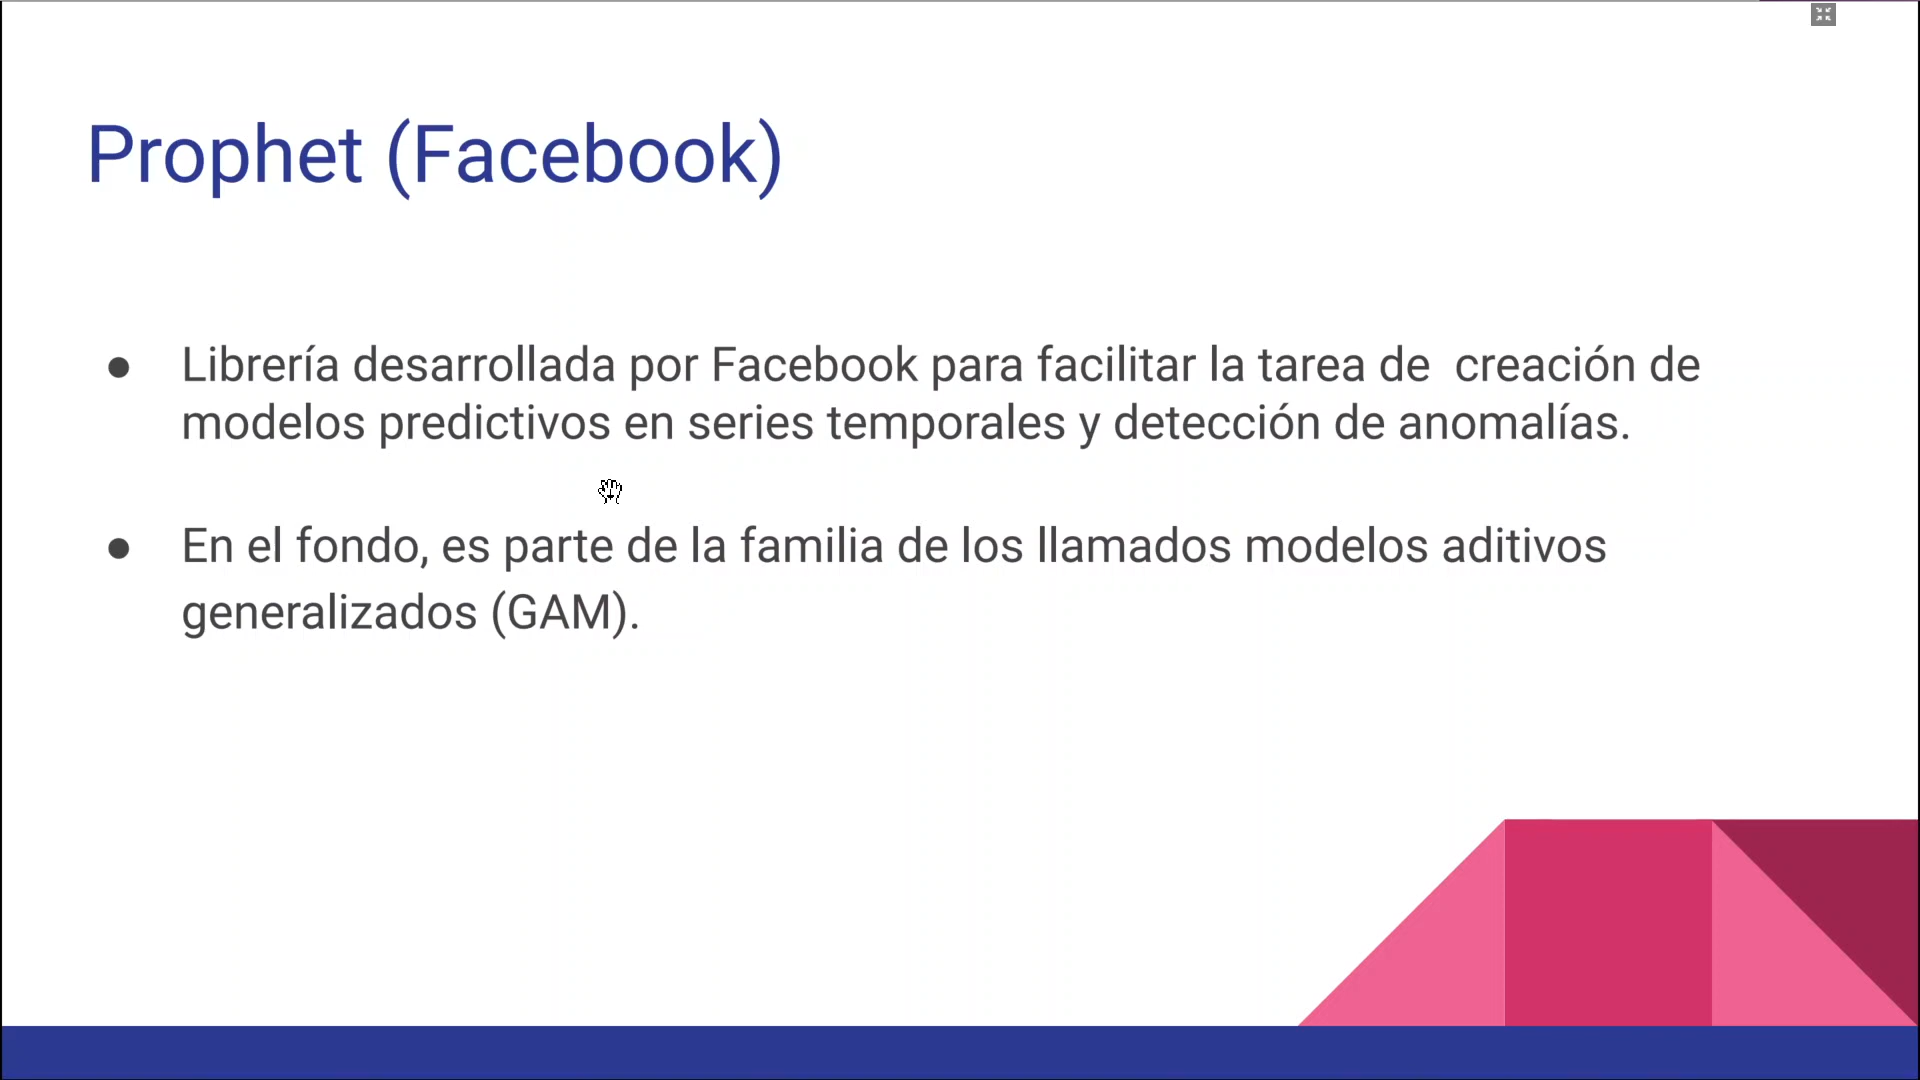 Prophet (Facebook)
● Librería desarrollada por Facebook para facilitar la tarea de  creación de
modelos predictivos en series temporales y detección de anomalías.
● En el fondo, es parte de la familia de los llamados modelos aditivos
generalizados (GAM).